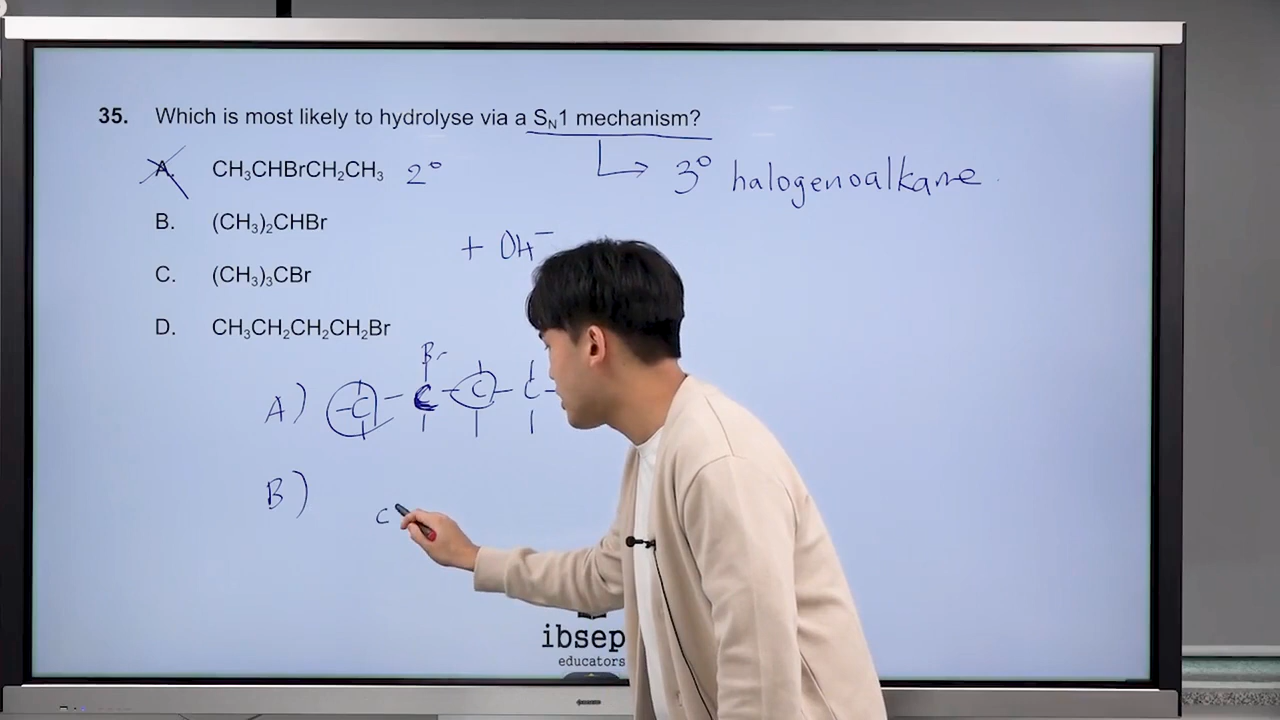 35. Which is most likely to hydrolyse via a S_N1 mechanism?
A. CH₃CHBrCH₂CH₃ 2°
3° halogenoalkane
B. (CH₃)₂CHBr
+ OH⁻
C. (CH₃)₃CBr
D. CH₃CH₂CH₂CH₂Br
Br
A) C - C - C - C -
B)
C
ibsep
educators